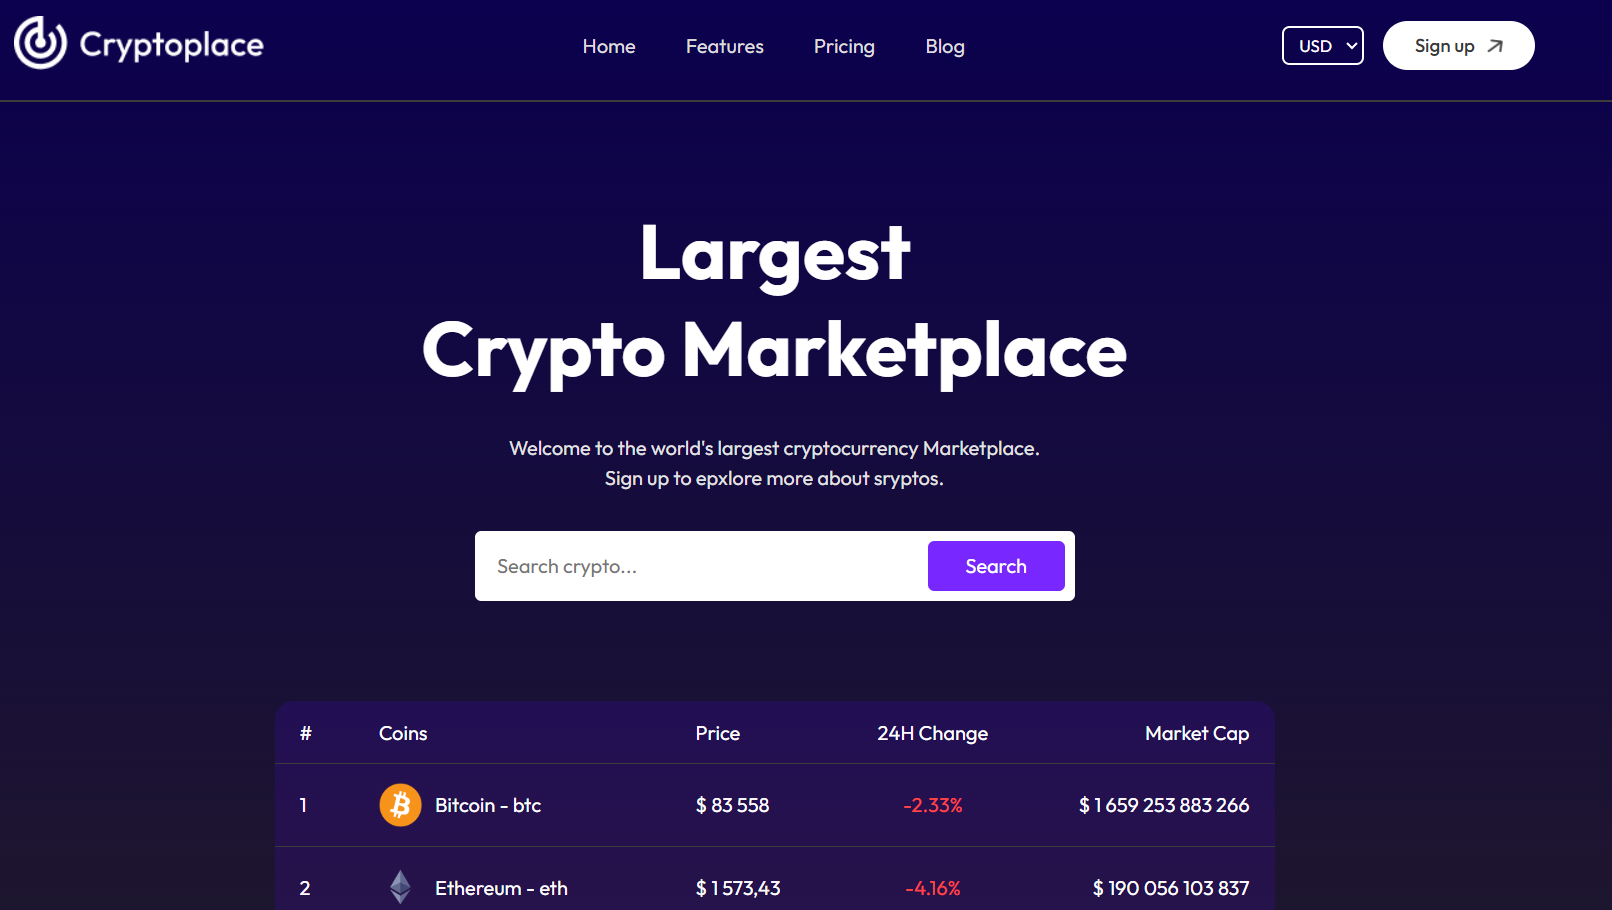 Cryptoplace
Home Features Pricing Blog
USD
Sign up
Largest
Crypto Marketplace
Welcome to the world's largest cryptocurrency Marketplace.
Sign up to epxlore more about sryptos.
Search crypto...
Search
# Coins Price 24H Change Market Cap
1 Bitcoin - btc $ 83 558 -2.33% $ 1 659 253 883 266
2 Ethereum - eth $ 1 573,43 -4.16% $ 190 056 103 837